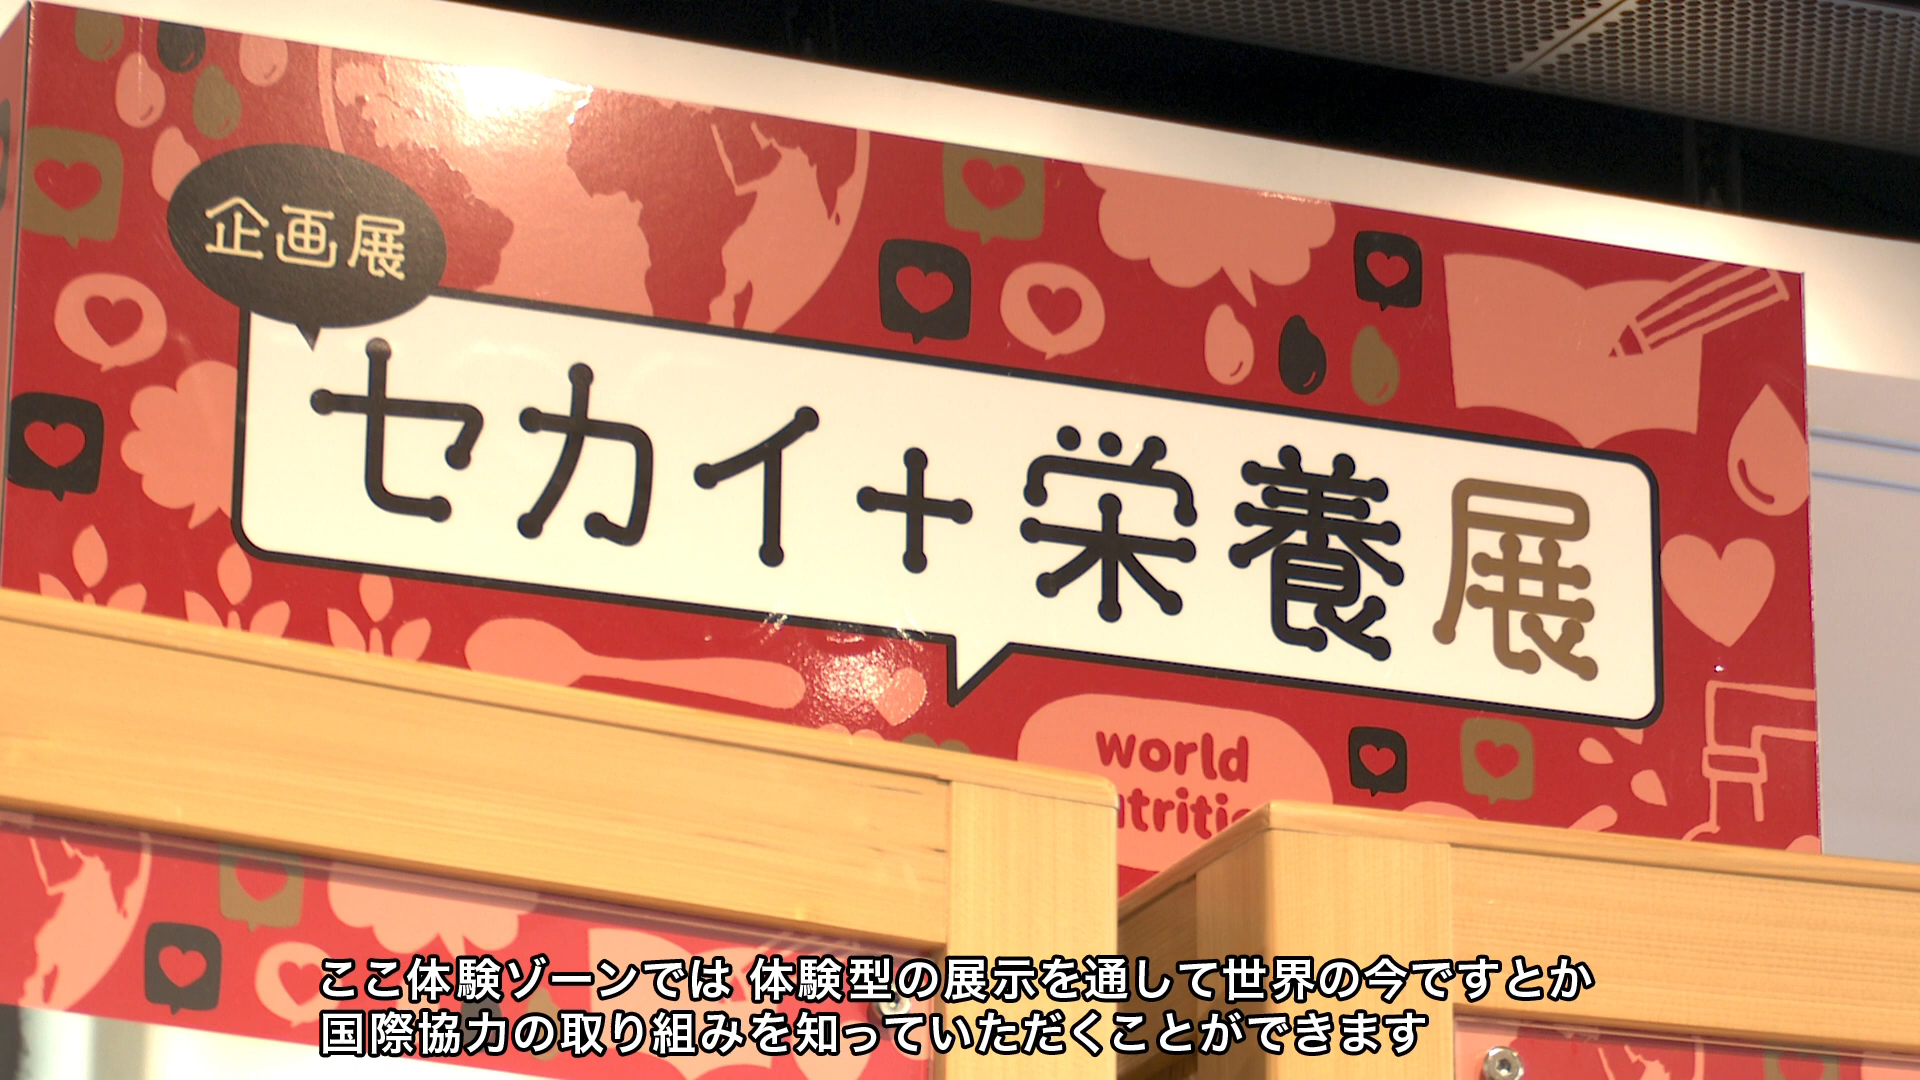 企画展
セカイ+栄養展
world
ここ体験ゾーンでは 体験型の展示を通して世界の今ですとか
国際協力の取り組みを知っていただくことができます